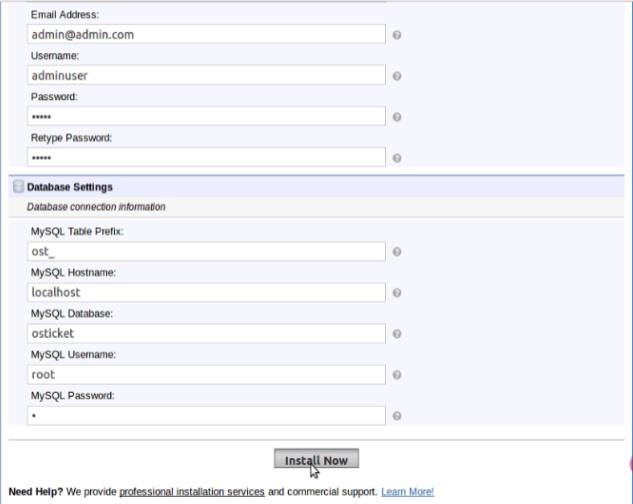 Email Address:
admin@admin.com
Username:
adminuser
Password:
•••••
Retype Password:
•••••
Database Settings
Database connection information
MySQL Table Prefix:
ost_
MySQL Hostname:
localhost
MySQL Database:
osticket
MySQL Username:
root
MySQL Password:
•
Install Now
Need Help? We provide professional installation services and commercial support. Learn More!